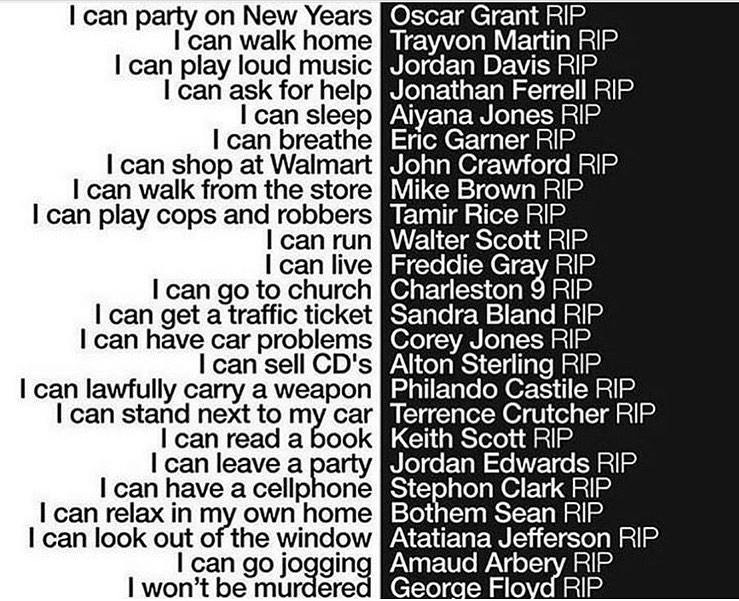 I can party on New Years Oscar Grant RIP
I can walk home Trayvon Martin RIP
I can play loud music Jordan Davis RIP
I can ask for help Jonathan Ferrell RIP
I can sleep Aiyana Jones RIP
I can breathe Eric Garner RIP
I can shop at Walmart John Crawford RIP
I can walk from the store Mike Brown RIP
I can play cops and robbers Tamir Rice RIP
I can run Walter Scott RIP
I can live Freddie Gray RIP
I can go to church Charleston 9 RIP
I can get a traffic ticket Sandra Bland RIP
I can have car problems Corey Jones RIP
I can sell CD's Alton Sterling RIP
I can lawfully carry a weapon Philando Castile RIP
I can stand next to my car Terrence Crutcher RIP
I can read a book Keith Scott RIP
I can leave a party Jordan Edwards RIP
I can have a cellphone Stephon Clark RIP
I can relax in my own home Bothem Sean RIP
I can look out of the window Atatiana Jefferson RIP
I can go jogging Amaud Arbery RIP
I won't be murdered George Floyd RIP